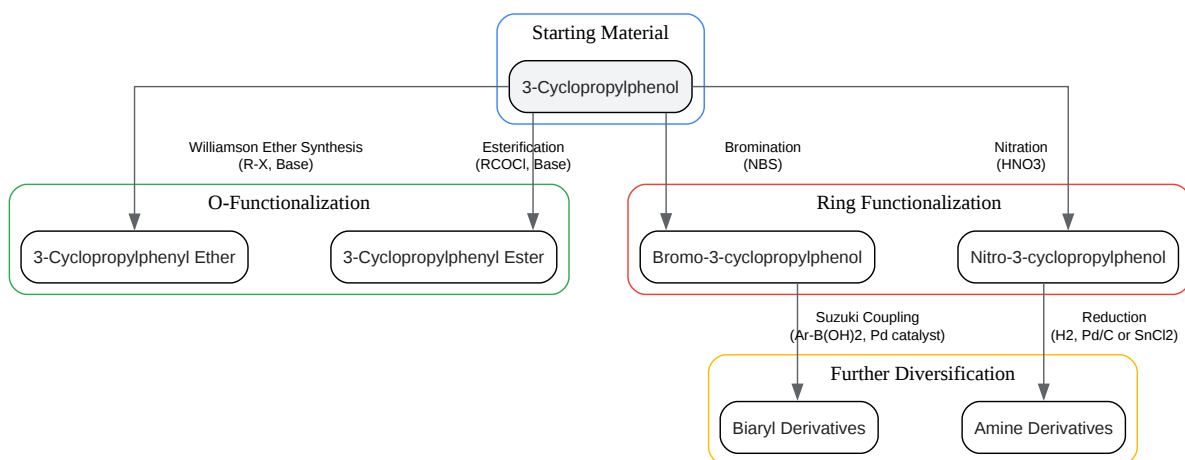 Starting Material
3-Cyclopropylphenol
Williamson Ether Synthesis
(R-X, Base)
Esterification
(RCOCl, Base)
Bromination
(NBS)
Nitration
(HNO3)
O-Functionalization
Ring Functionalization
3-Cyclopropylphenyl Ether
3-Cyclopropylphenyl Ester
Bromo-3-cyclopropylphenol
Nitro-3-cyclopropylphenol
Suzuki Coupling
(Ar-B(OH)2, Pd catalyst)
Reduction
(H2, Pd/C or SnCl2)
Further Diversification
Biaryl Derivatives
Amine Derivatives